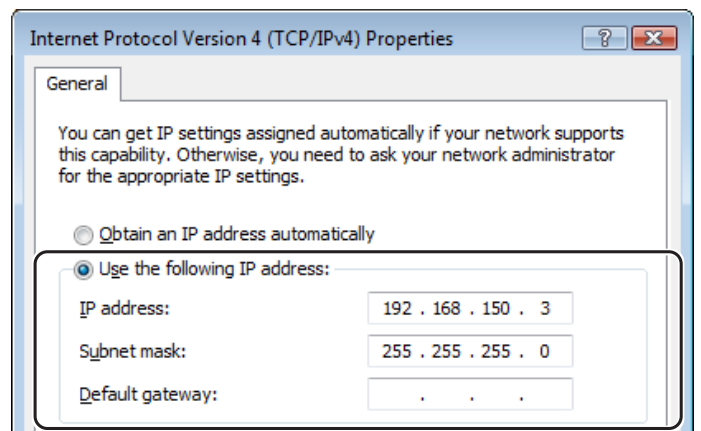 Internet Protocol Version 4 (TCP/IPv4) Properties
?
General
You can get IP settings assigned automatically if your network supports
this capability. Otherwise, you need to ask your network administrator
for the appropriate IP settings.
Obtain an IP address automatically
Use the following IP address:
IP address: 192 . 168 . 150 . 3
Subnet mask: 255 . 255 . 255 . 0
Default gateway: . . .